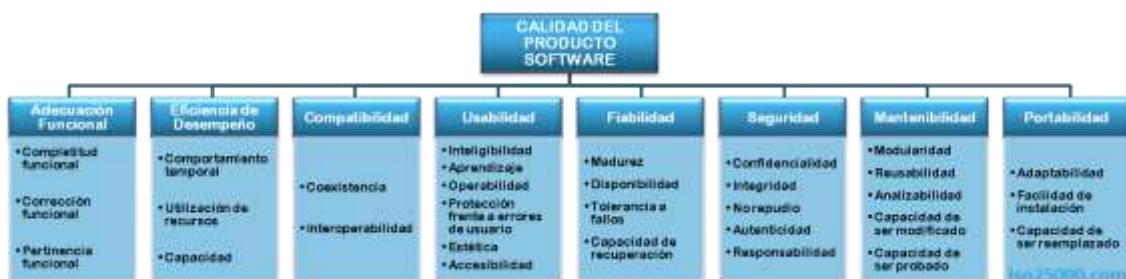 CALIDAD DEL
PRODUCTO
SOFTWARE
Adecuación
Funcional
• Completitud
funcional
• Corrección
funcional
• Pertinencia
funcional
Eficiencia de
Desempeño
• Comportamiento
temporal
• Utilización de
recursos
• Capacidad
Compatibilidad
• Coexistencia
• Interoperabilidad
Usabilidad
• Inteligibilidad
• Aprendizaje
• Operabilidad
• Protección
frente a errores
de usuario
• Estética
• Accesibilidad
Fiabilidad
• Madurez
• Disponibilidad
• Tolerancia a
fallos
• Capacidad de
recuperación
Seguridad
• Confidencialidad
• Integridad
• No repudio
• Autenticidad
• Responsabilidad
Mantenibilidad
• Modularidad
• Reusabilidad
• Analizabilidad
• Capacidad de
ser modificado
• Capacidad de
ser probado
Portabilidad
• Adaptabilidad
• Facilidad de
instalación
• Capacidad de
ser reemplazado
iso25000.com